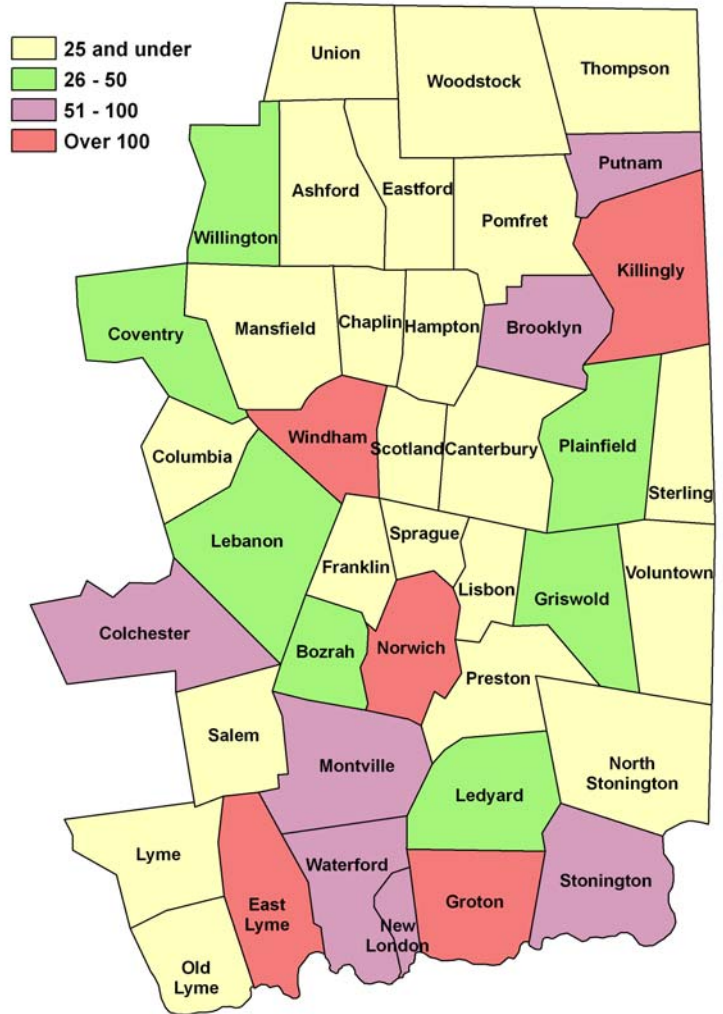 25 and under
26 - 50
51 - 100
Over 100
Union
Woodstock
Thompson
Putnam
Ashford
Eastford
Pomfret
Willington
Killingly
Coventry
Mansfield
Chaplin
Hampton
Brooklyn
Windham
Scotland
Canterbury
Plainfield
Columbia
Sterling
Lebanon
Sprague
Franklin
Lisbon
Voluntown
Griswold
Colchester
Bozrah
Norwich
Preston
Salem
Montville
North
Stonington
Ledyard
Lyme
Waterford
Stonington
East
Lyme
Groton
New
London
Old
Lyme